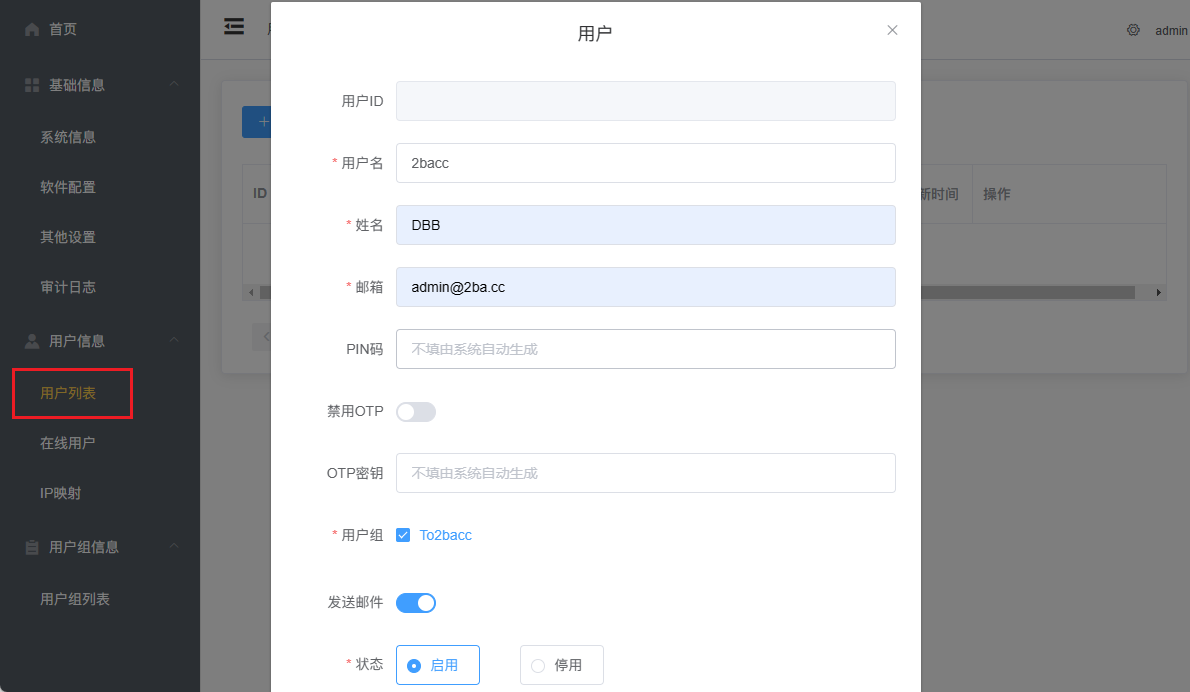 首页
基础信息
系统信息
软件配置
其他设置
审计日志
用户信息
用户列表
在线用户
IP映射
用户组信息
用户组列表
admin
+
ID
新时间
操作
用户
用户ID
* 用户名
2bacc
* 姓名
DBB
* 邮箱
admin@2ba.cc
PIN码
不填由系统自动生成
禁用OTP
OTP密钥
不填由系统自动生成
* 用户组
To2bacc
发送邮件
* 状态
启用
停用